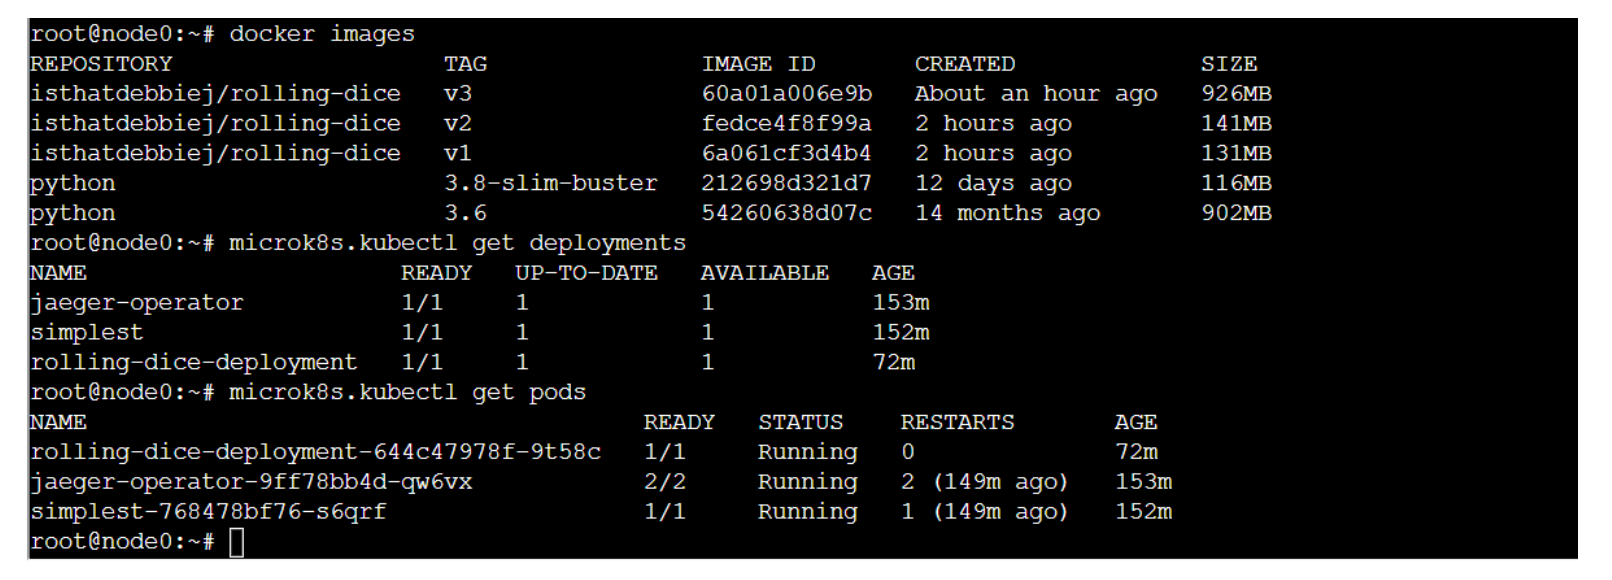 root@node0:~# docker images
REPOSITORY TAG IMAGE ID CREATED SIZE
isthatdebbiej/rolling-dice v3 60a01a006e9b About an hour ago 926MB
isthatdebbiej/rolling-dice v2 fedce4f8f99a 2 hours ago 141MB
isthatdebbiej/rolling-dice v1 6a061cf3d4b4 2 hours ago 131MB
python 3.8-slim-buster 212698d321d7 12 days ago 116MB
python 3.6 54260638d07c 14 months ago 902MB
root@node0:~# microk8s.kubectl get deployments
NAME READY UP-TO-DATE AVAILABLE AGE
jaeger-operator 1/1 1 1 153m
simplest 1/1 1 1 152m
rolling-dice-deployment 1/1 1 1 72m
root@node0:~# microk8s.kubectl get pods
NAME READY STATUS RESTARTS AGE
rolling-dice-deployment-644c47978f-9t58c 1/1 Running 0 72m
jaeger-operator-9ff78bb4d-qw6vx 2/2 Running 2 (149m ago) 153m
simplest-768478bf76-s6qrf 1/1 Running 1 (149m ago) 152m
root@node0:~#